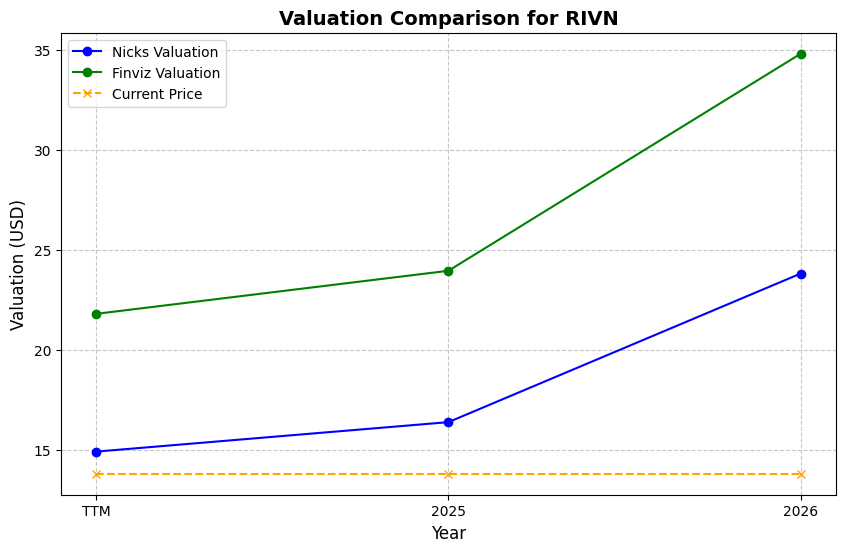 Valuation Comparison for RIVN
Nicks Valuation
Finviz Valuation
Current Price
Valuation (USD)
35
30
25
20
15
TTM
2025
2026
Year